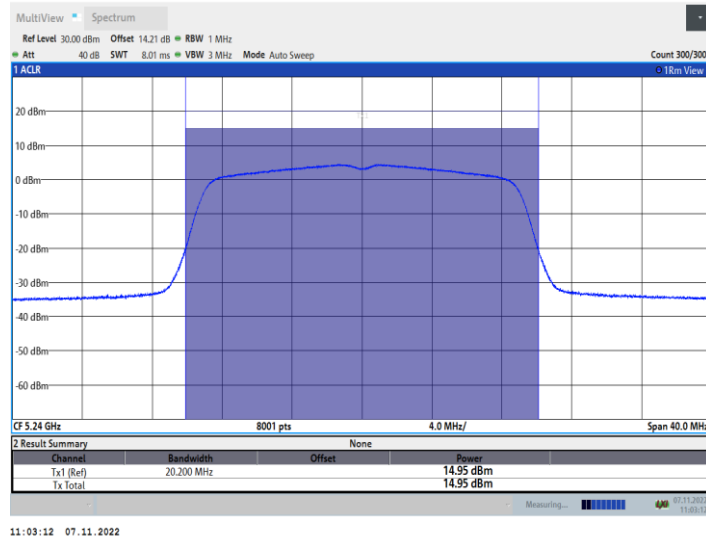 MultiView Spectrum
Ref Level 30.00 dBm Offset 14.21 dB RBW 1 MHz
Att 40 dB SWT 8.01 ms VBW 3 MHz Mode Auto Sweep Count 300/300
1 ACLR 1Rm View
20 dBm
10 dBm
0 dBm
-10 dBm
-20 dBm
-30 dBm
-40 dBm
-50 dBm
-60 dBm
CF 5.24 GHz 8001 pts 4.0 MHz/ Span 40.0 MHz
2 Result Summary None
Channel Bandwidth Offset Power
Tx1 (Ref) 20.200 MHz 14.95 dBm
Tx Total 14.95 dBm
Measuring... 07.11.2022
11:03:12
11:03:12 07.11.2022